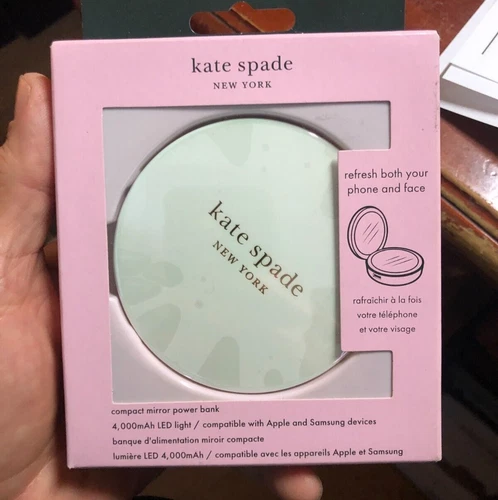 kate spade
NEW YORK
refresh both your
phone and face
kate spade
NEW YORK
rafraîchir à la fois
votre téléphone
et votre visage
compact mirror power bank
4,000mAh LED light / compatible with Apple and Samsung devices
banque d'alimentation miroir compacte
lumière LED 4,000mAh / compatible avec les appareils Apple et Samsung